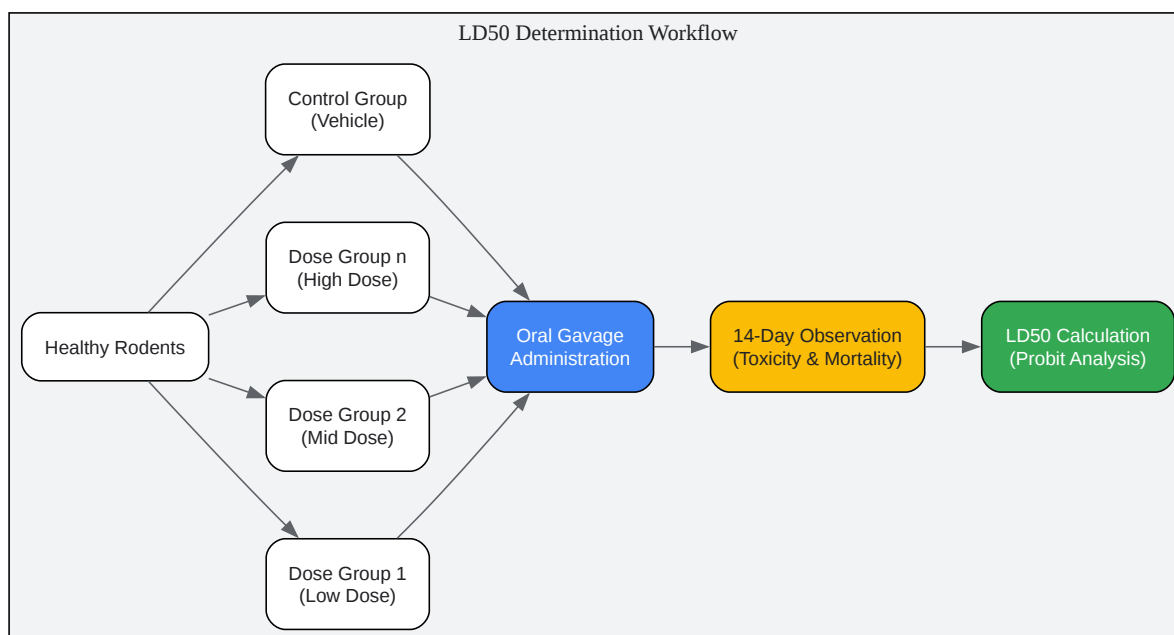 LD50 Determination Workflow
Control Group
(Vehicle)
Dose Group n
(High Dose)
Healthy Rodents
Dose Group 2
(Mid Dose)
Dose Group 1
(Low Dose)
Oral Gavage
Administration
14-Day Observation
(Toxicity & Mortality)
LD50 Calculation
(Probit Analysis)